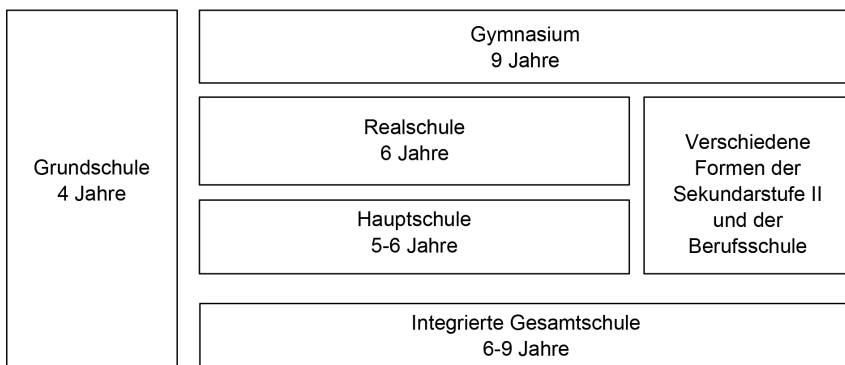 Grundschule
4 Jahre
Gymnasium
9 Jahre
Realschule
6 Jahre
Hauptschule
5-6 Jahre
Verschiedene
Formen der
Sekundarstufe II
und der
Berufsschule
Integrierte Gesamtschule
6-9 Jahre